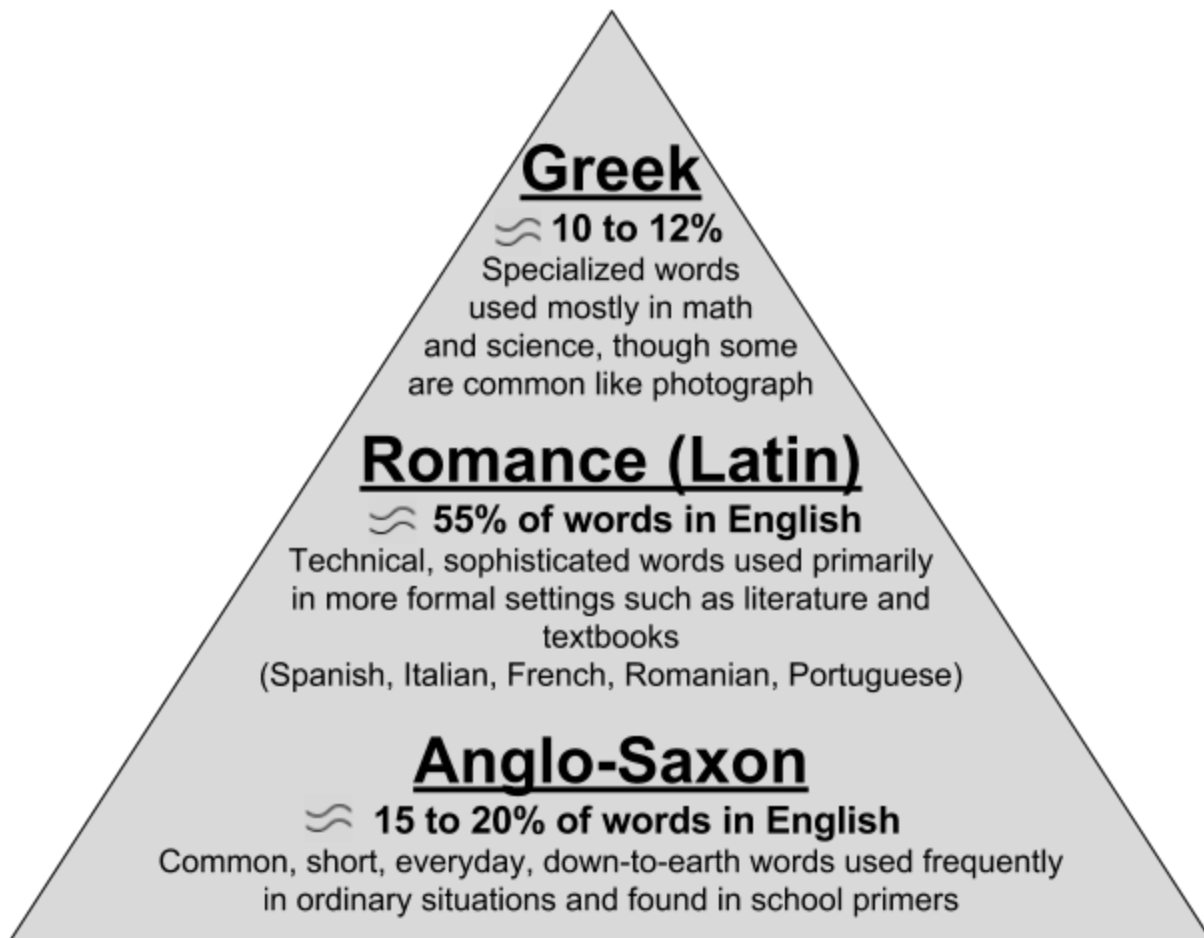 Greek
≈ 10 to 12%
Specialized words
used mostly in math
and science, though some
are common like photograph
Romance (Latin)
≈ 55% of words in English
Technical, sophisticated words used primarily
in more formal settings such as literature and
textbooks
(Spanish, Italian, French, Romanian, Portuguese)
Anglo-Saxon
≈ 15 to 20% of words in English
Common, short, everyday, down-to-earth words used frequently
in ordinary situations and found in school primers